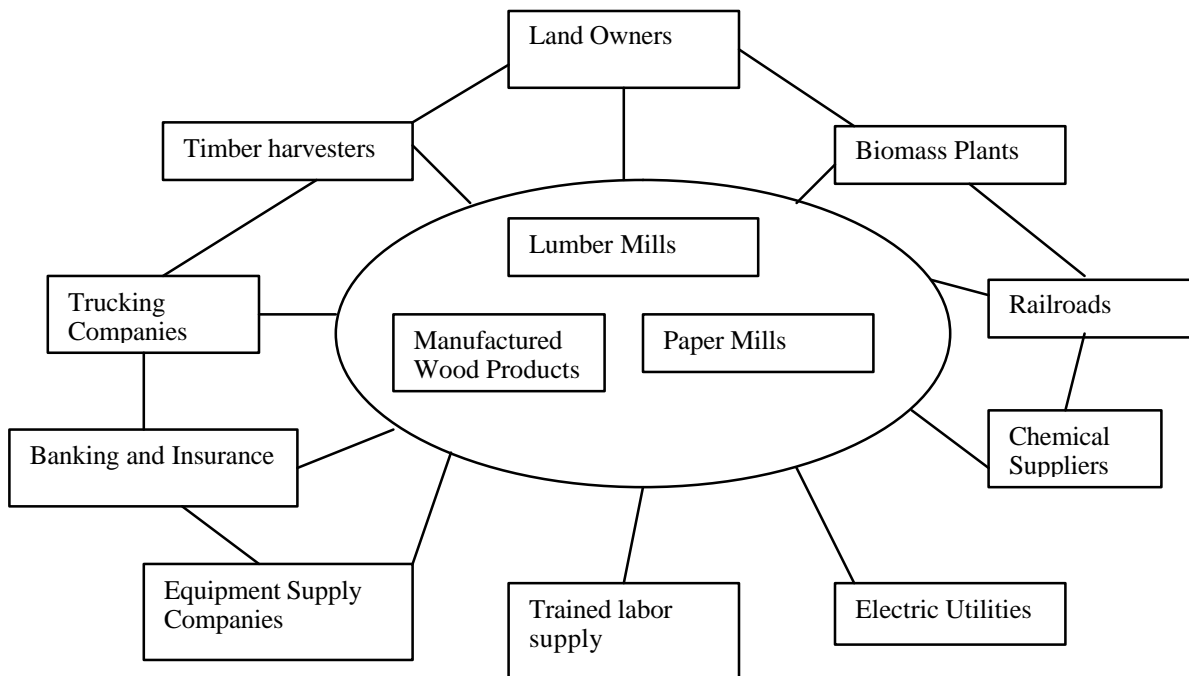 Land Owners
Timber harvesters
Biomass Plants
Lumber Mills
Trucking
Companies
Railroads
Manufactured
Wood Products
Paper Mills
Banking and Insurance
Chemical
Suppliers
Equipment Supply
Companies
Trained labor
supply
Electric Utilities